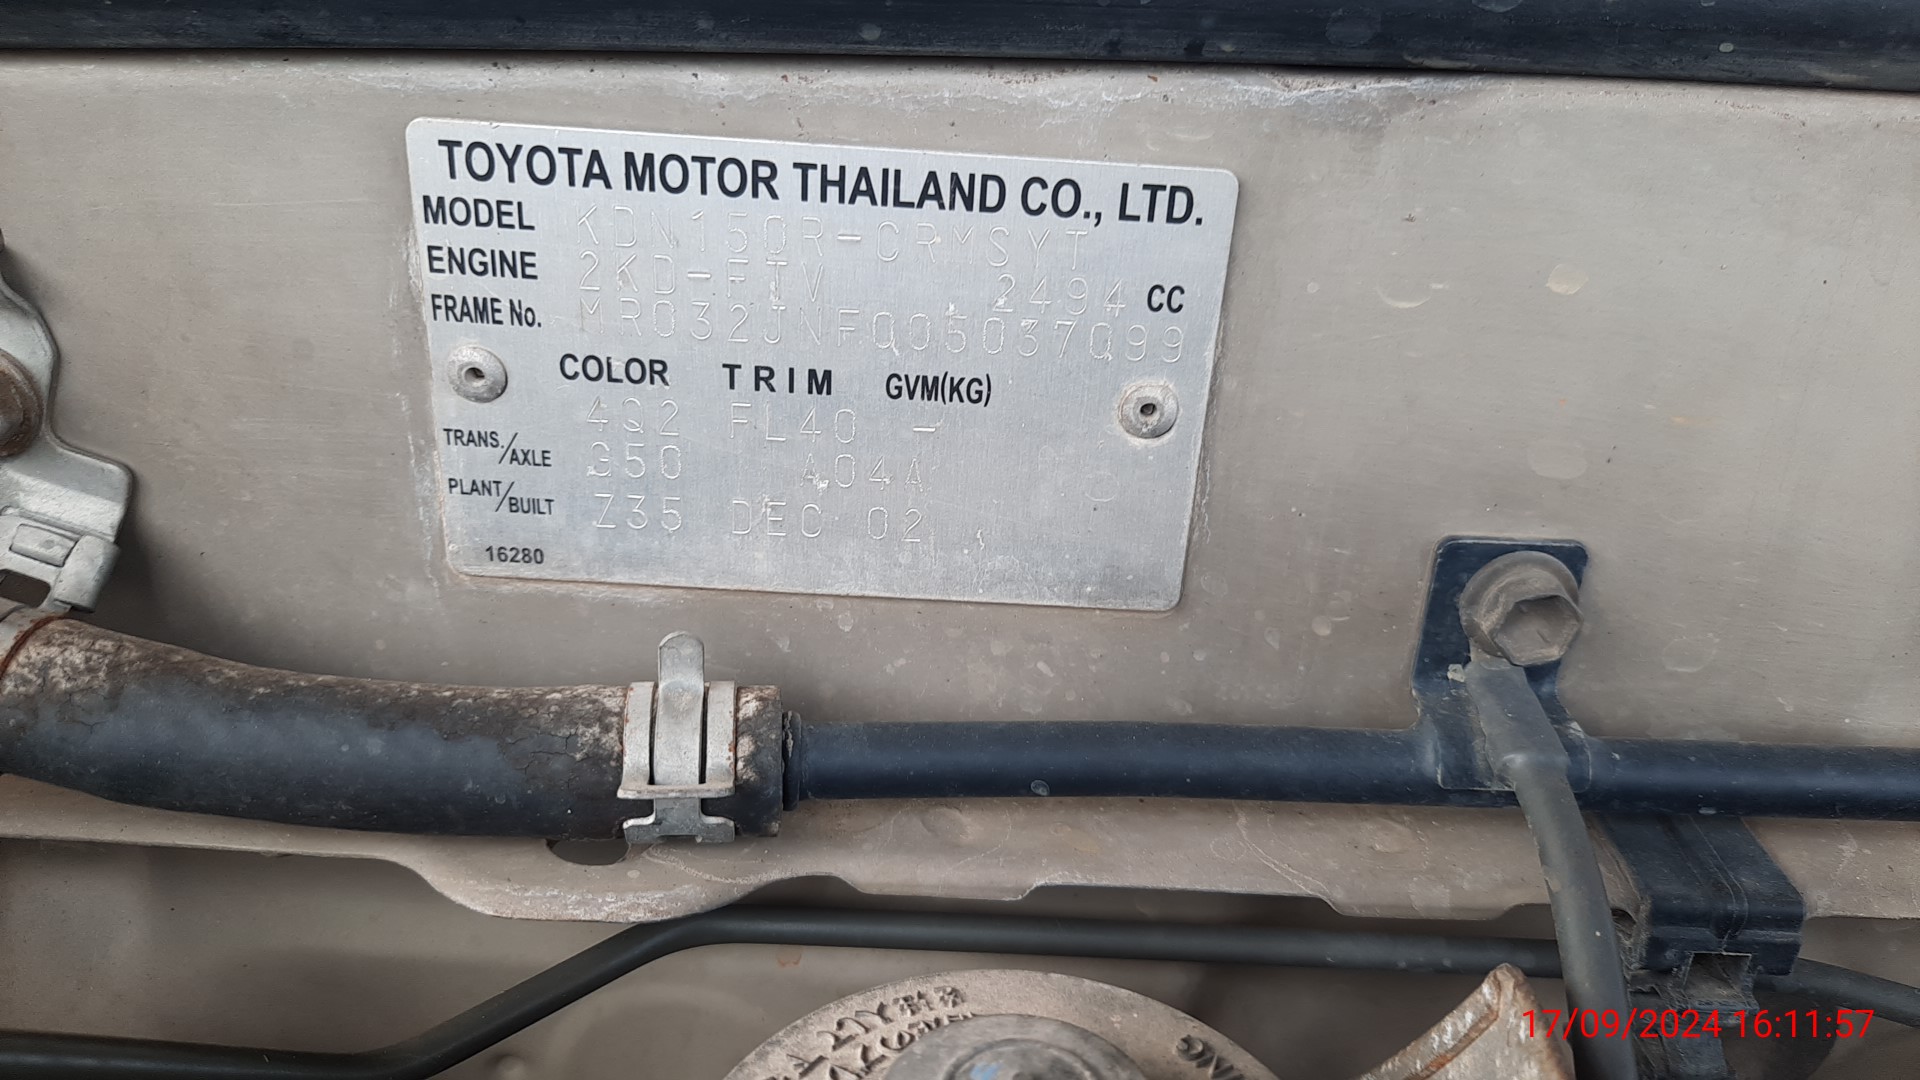 TOYOTA MOTOR THAILAND CO., LTD.
MODEL KDN150R-CRMSYT
ENGINE 2KD-FTV 2494 CC
FRAME No. MR032JNF005037099
COLOR TRIM GVM(KG)
4Q2 FL40 -
TRANS./AXLE G50 A04A
PLANT/BUILT Z35 DEC 02
16280
17/09/2024 16:11:57